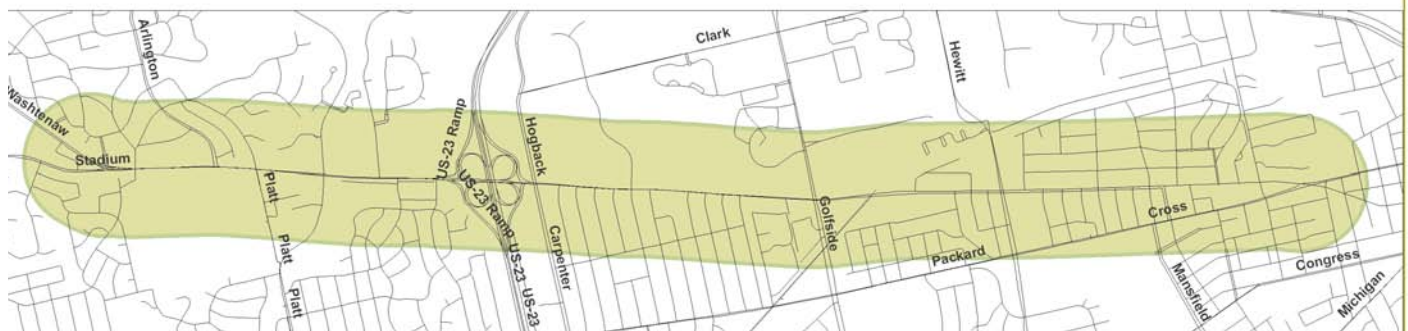 Arlington
Washtenaw
Stadium
Platt
Platt
Platt
US-23 Ramp
US-23 Ramp
US-23
US-23
Hogback
Carpenter
Clark
Golfside
Hewitt
Packard
Cross
Mansfield
Congress
Michigan